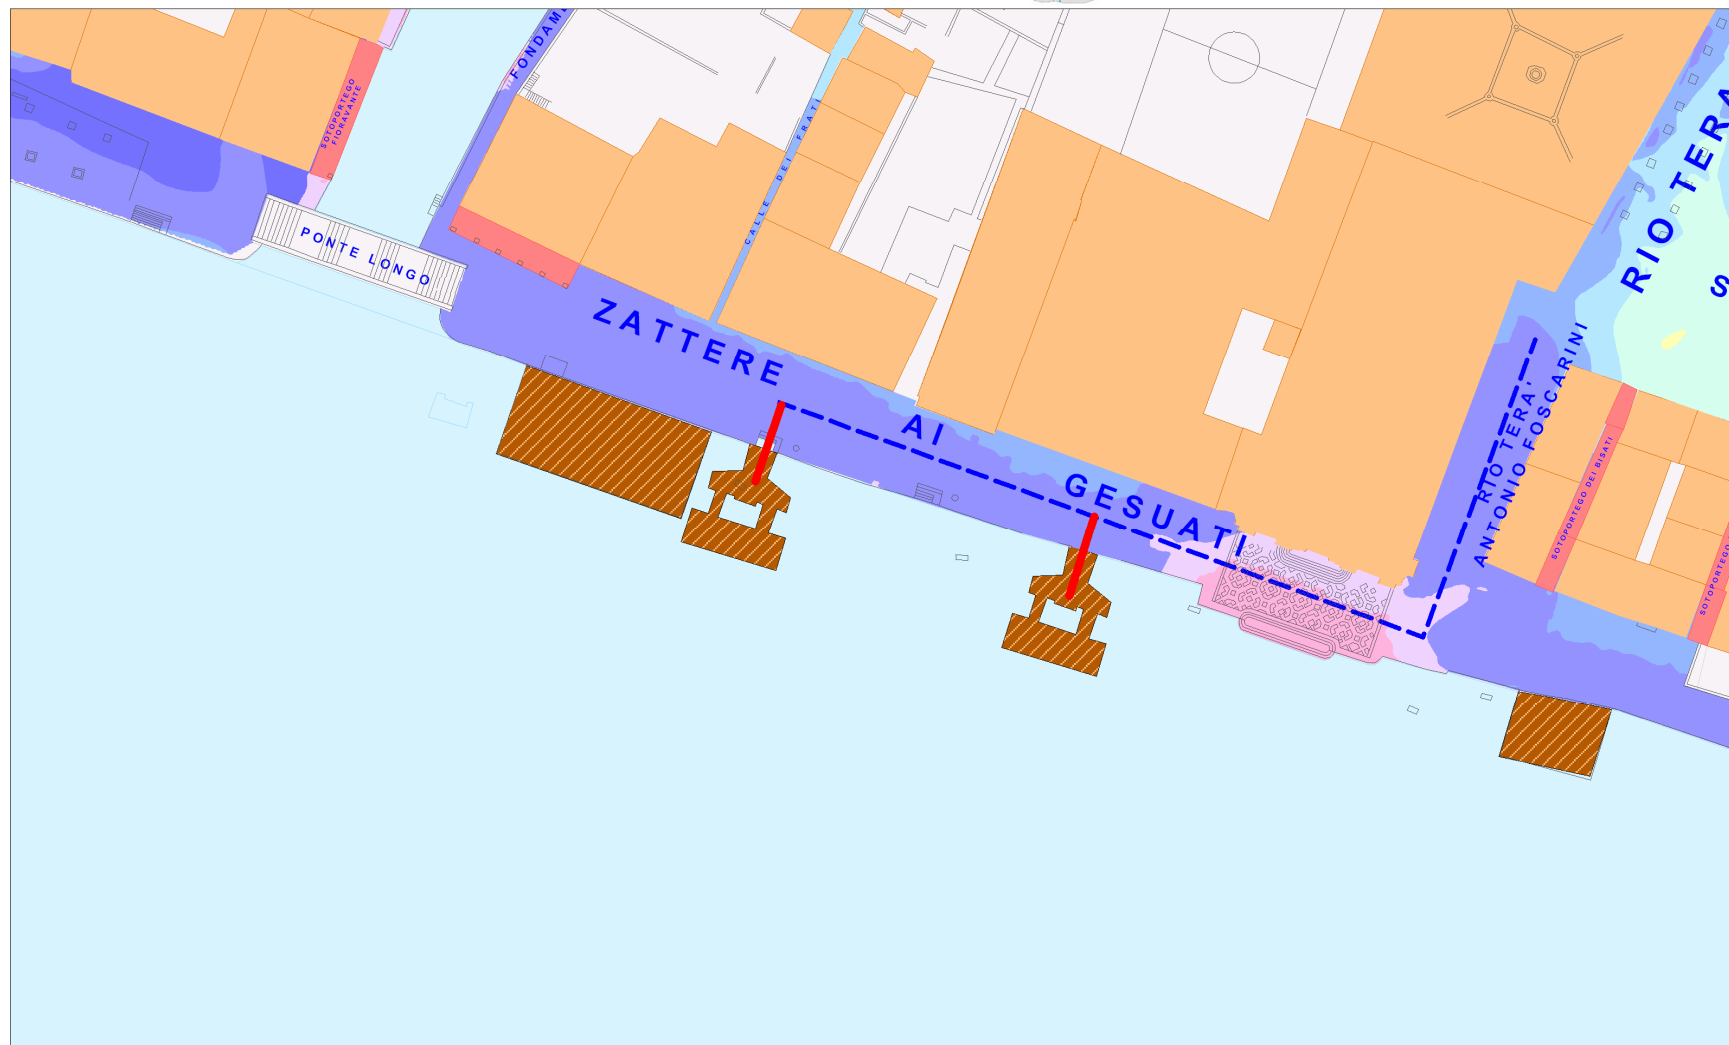 FONDAM
SOTOPORTEGO
FIORAVANTE
CALLE DEI FRATI
RIO TERA
S
PONTE LONGO
ZATTERE
AI
GESUATI
RIO TERA'
ANTONIO FOSCARINI
SOTOPORTEGO DEI BISATI
SOTOPORTEGO